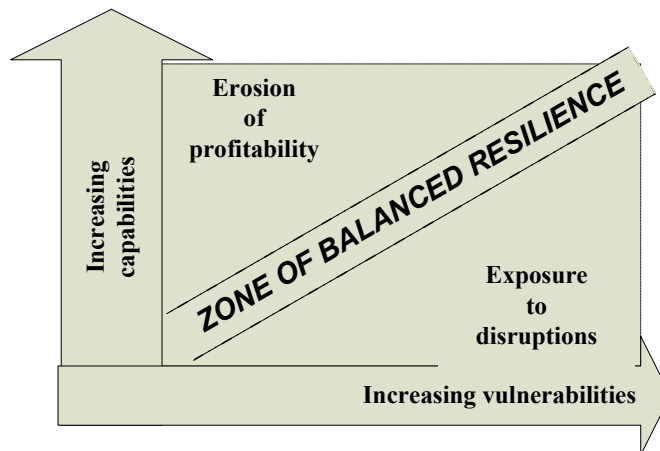 Erosion
of
profitability
Increasing
capabilities
ZONE OF BALANCED RESILIENCE
Exposure
to
disruptions
Increasing vulnerabilities